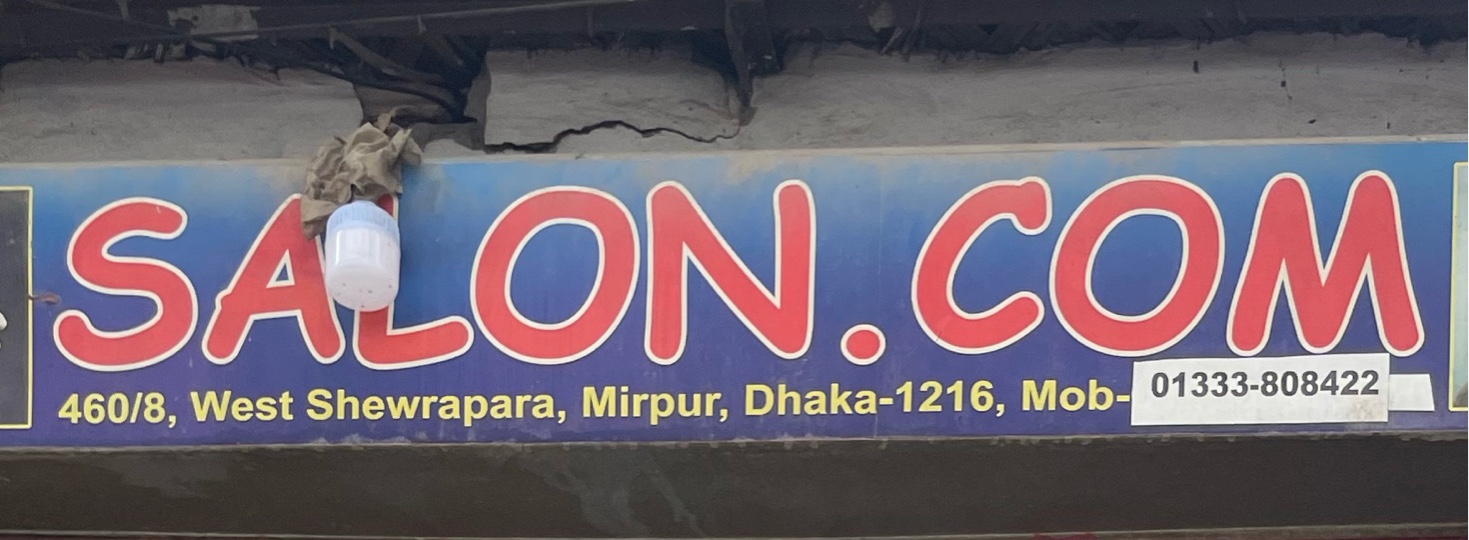 SALON.COM
460/8, West Shewrapara, Mirpur, Dhaka-1216, Mob- 01333-808422